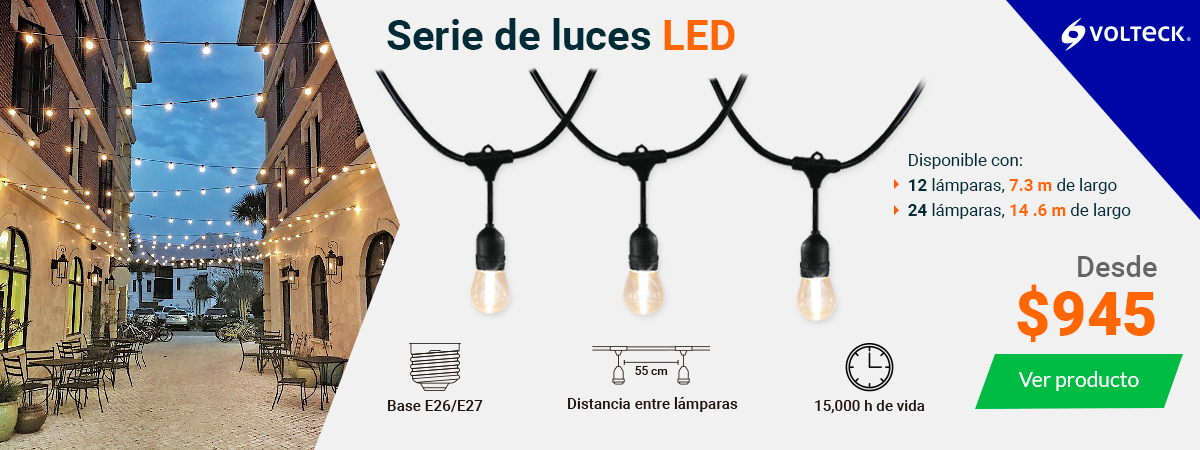 Serie de luces LED
VOLTECK®
Disponible con:
12 lámparas, 7.3 m de largo
24 lámparas, 14 .6 m de largo
Desde
$945
Ver producto
55 cm
Base E26/E27
Distancia entre lámparas
15,000 h de vida